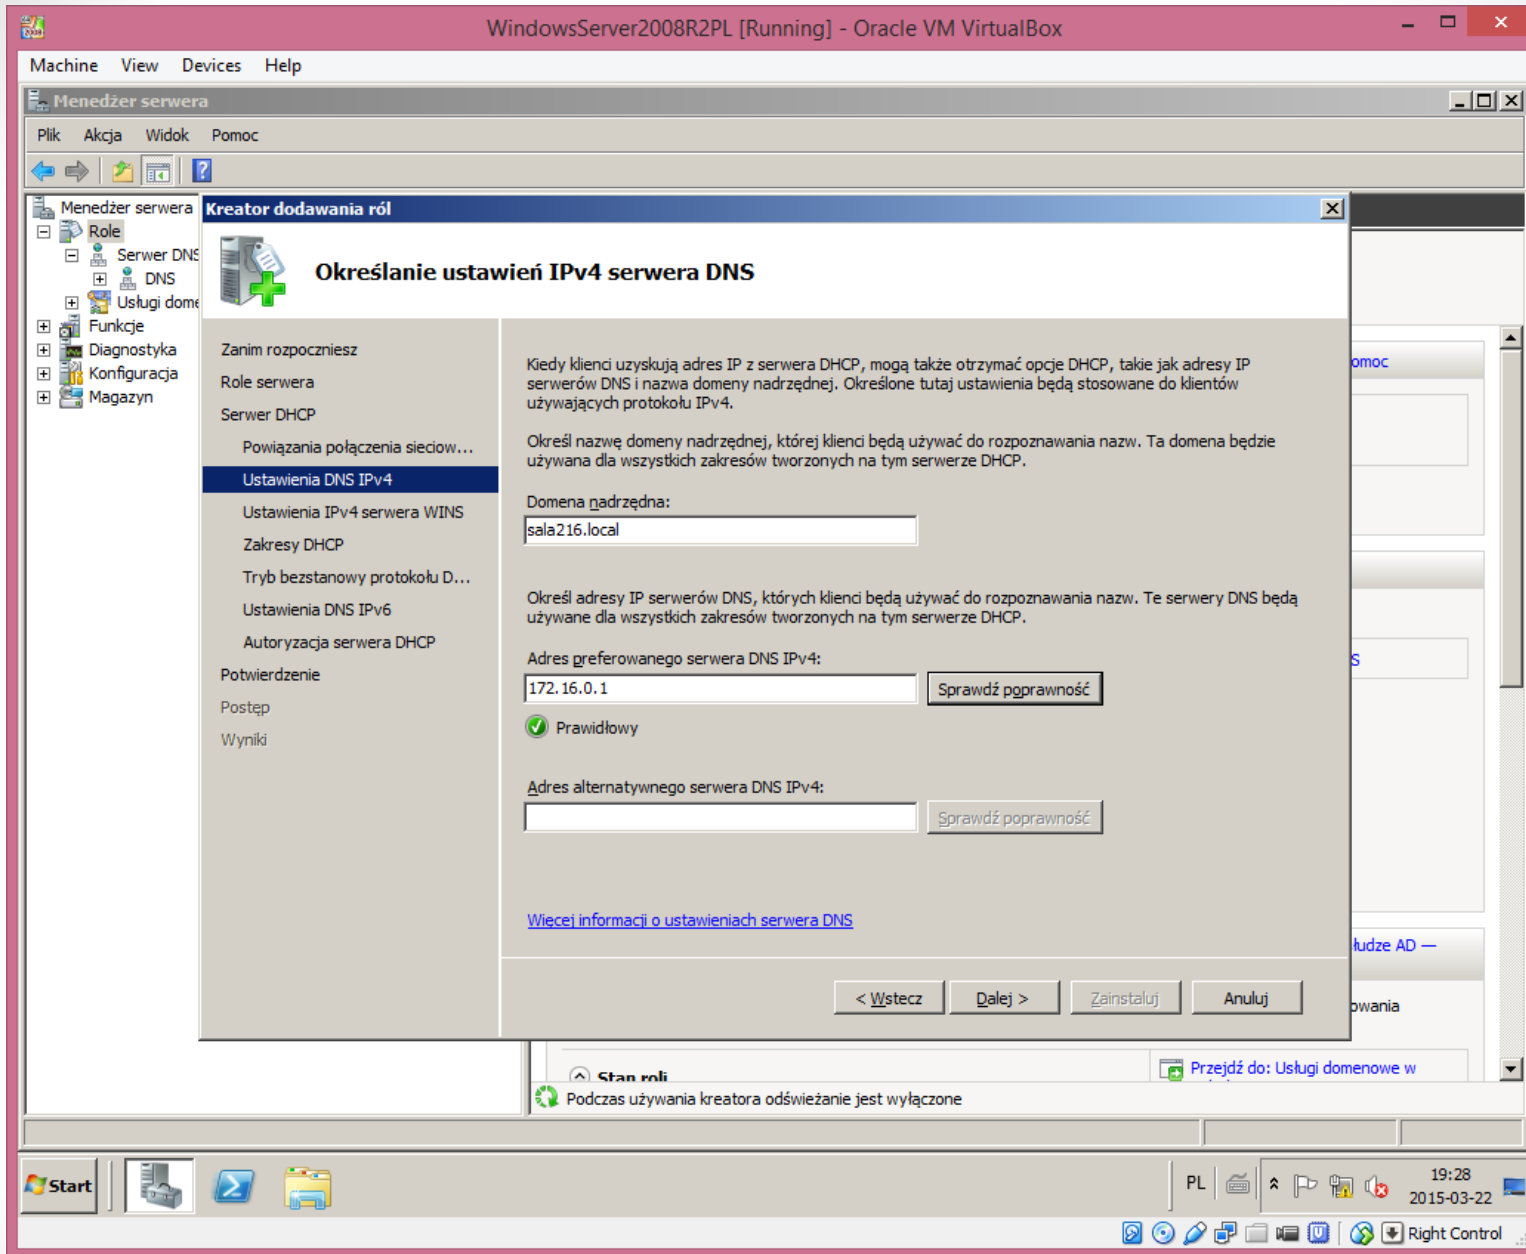 WindowsServer2008R2PL [Running] - Oracle VM VirtualBox
Machine View Devices Help
Menedżer serwera
Plik Akcja Widok Pomoc
Menedżer serwera
Role
Serwer DNS
DNS
Usługi dome
Funkcje
Diagnostyka
Konfiguracja
Magazyn
Kreator dodawania ról
Określanie ustawień IPv4 serwera DNS
Zanim rozpoczniesz
Role serwera
Serwer DHCP
Powiązania połączenia sieciow...
Ustawienia DNS IPv4
Ustawienia IPv4 serwera WINS
Zakresy DHCP
Tryb bezstanowy protokołu D...
Ustawienia DNS IPv6
Autoryzacja serwera DHCP
Potwierdzenie
Postęp
Wyniki
Kiedy klienci uzyskują adres IP z serwera DHCP, mogą także otrzymać opcje DHCP, takie jak adresy IP
serwerów DNS i nazwa domeny nadrzędnej. Określone tutaj ustawienia będą stosowane do klientów
używających protokołu IPv4.
Określ nazwę domeny nadrzędnej, której klienci będą używać do rozpoznawania nazw. Ta domena będzie
używana dla wszystkich zakresów tworzonych na tym serwerze DHCP.
Domena nadrzędna:
sala216.local
Określ adresy IP serwerów DNS, których klienci będą używać do rozpoznawania nazw. Te serwery DNS będą
używane dla wszystkich zakresów tworzonych na tym serwerze DHCP.
Adres preferowanego serwera DNS IPv4:
172.16.0.1
Sprawdź poprawność
Prawidłowy
Adres alternatywnego serwera DNS IPv4:
Sprawdź poprawność
Więcej informacji o ustawieniach serwera DNS
< Wstecz
Dalej >
Zainstaluj
Anuluj
omoc
S
łudze AD —
owania
Stan roli
Przejdź do: Usługi domenowe w
Podczas używania kreatora odświeżanie jest wyłączone
Start
PL
19:28
2015-03-22
Right Control